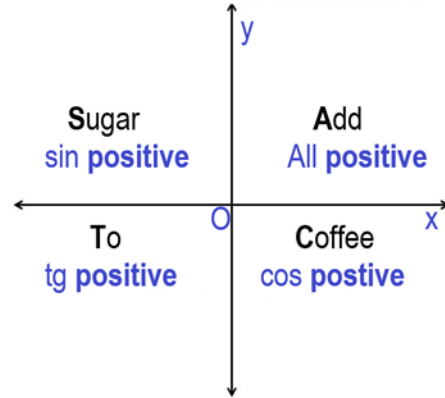 y
Sugar
sin positive
Add
All positive
O
x
To
tg positive
Coffee
cos postive